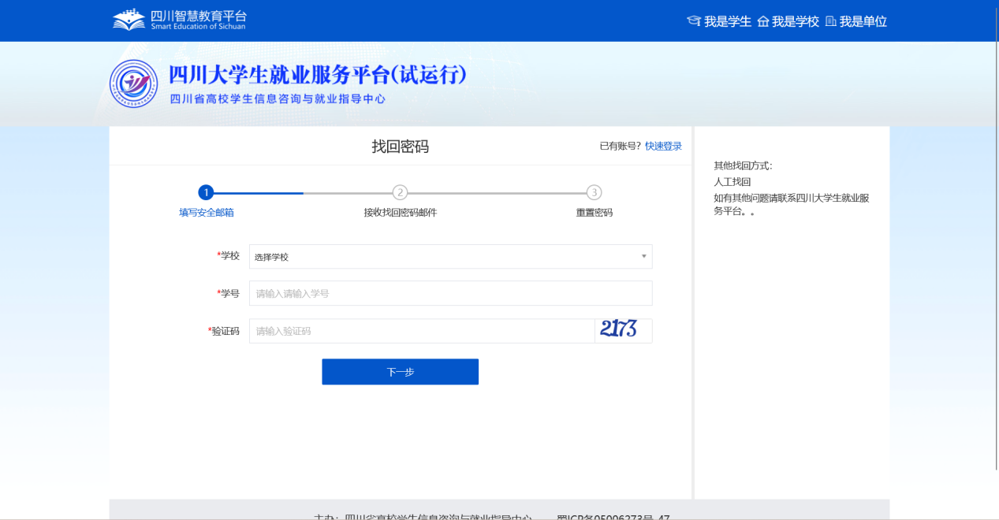 四川智慧教育平台
Smart Education of Sichuan
我是学生 我是学校 我是单位
四川大学生就业服务平台(试运行)
四川省高校学生信息咨询与就业指导中心
找回密码
已有账号? 快速登录
1
2
3
填写安全邮箱
接收找回密码邮件
重置密码
*学校
选择学校
*学号
请输入请输入学号
*验证码
请输入验证码
2173
下一步
其他找回方式:
人工找回
如有其他问题请联系四川大学生就业服
务平台。。
主办：四川省高校学生信息咨询与就业指导中心 蜀ICP备05006273号-47